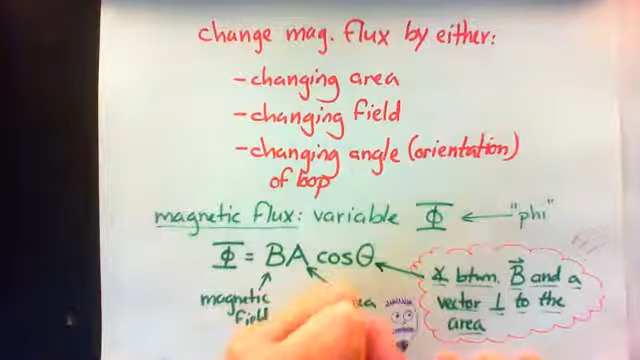 change mag. flux by either:
-changing area
-changing field
-changing angle (orientation)
of loop
magnetic flux: variable Φ ← "phi"
Φ = BA cosθ
∡ btwn. B⃗ and a
vector ⊥ to the
area
magnetic
field